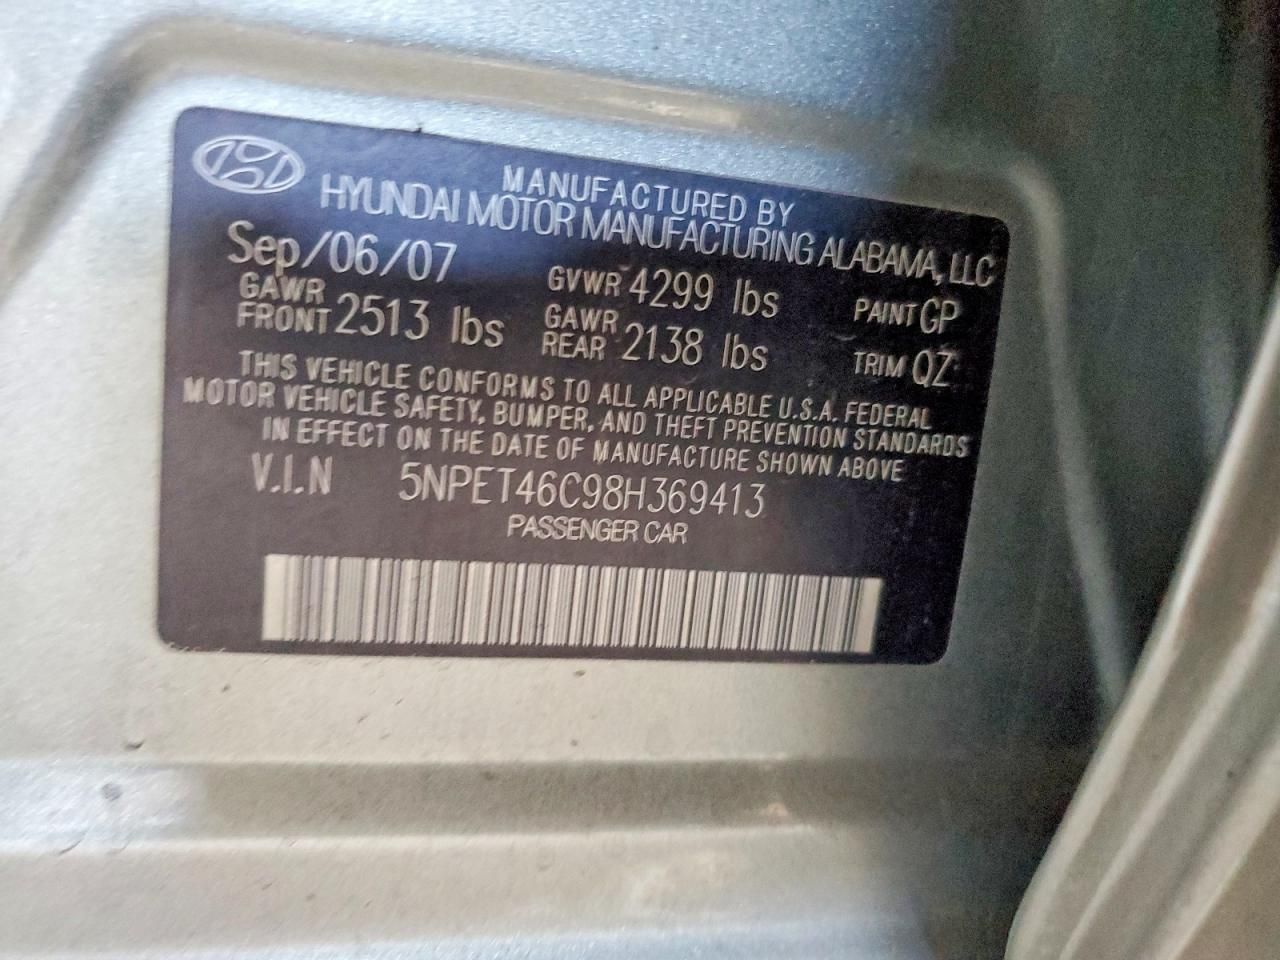 MANUFACTURED BY
HYUNDAI MOTOR MANUFACTURING ALABAMA, LLC
Sep/06/07 GVWR 4299 lbs PAINT GP
GAWR FRONT 2513 lbs GAWR REAR 2138 lbs TRIM QZ
THIS VEHICLE CONFORMS TO ALL APPLICABLE U.S.A. FEDERAL
MOTOR VEHICLE SAFETY, BUMPER, AND THEFT PREVENTION STANDARDS
IN EFFECT ON THE DATE OF MANUFACTURE SHOWN ABOVE
V.I.N 5NPET46C98H369413
PASSENGER CAR